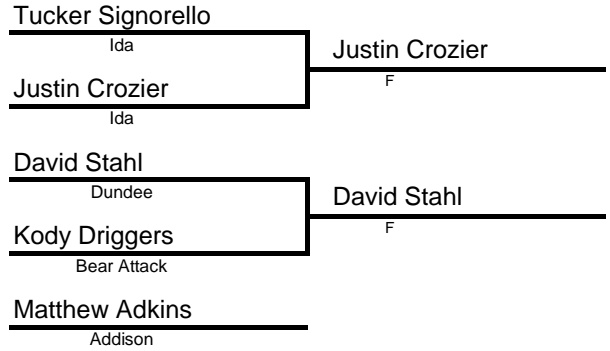 Tucker Signorello
Ida
Justin Crozier
Ida
Justin Crozier
F
David Stahl
Dundee
Kody Driggers
Bear Attack
David Stahl
F
Matthew Adkins
Addison